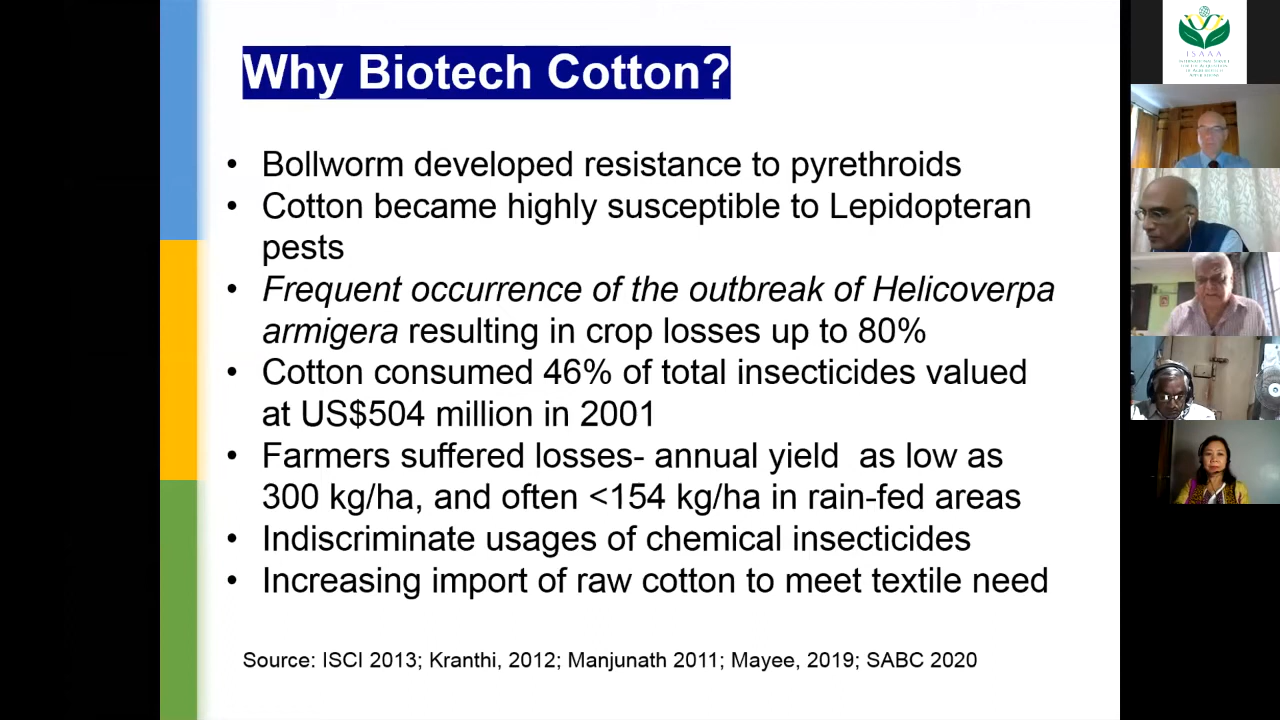 Why Biotech Cotton?
• Bollworm developed resistance to pyrethroids
• Cotton became highly susceptible to Lepidopteran
pests
• Frequent occurrence of the outbreak of Helicoverpa
armigera resulting in crop losses up to 80%
• Cotton consumed 46% of total insecticides valued
at US$504 million in 2001
• Farmers suffered losses- annual yield  as low as
300 kg/ha, and often <154 kg/ha in rain-fed areas
• Indiscriminate usages of chemical insecticides
• Increasing import of raw cotton to meet textile need
Source: ISCI 2013; Kranthi, 2012; Manjunath 2011; Mayee, 2019; SABC 2020
ISAAA